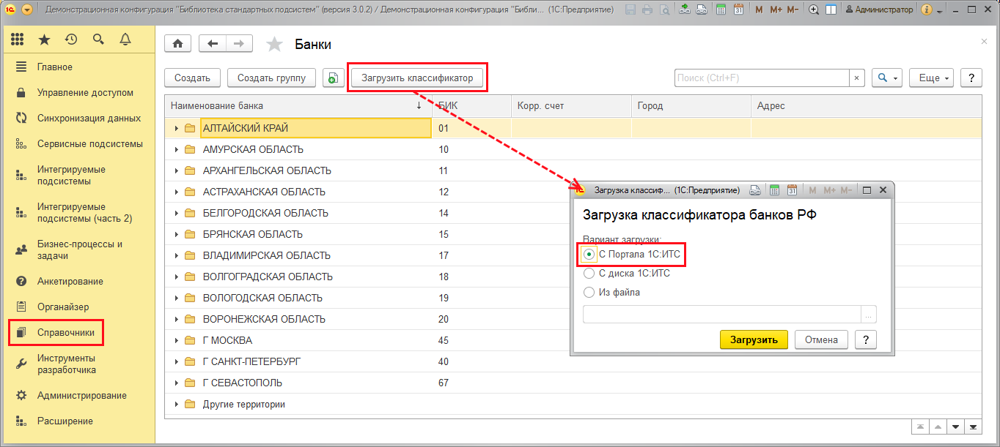 Демонстрационная конфигурация "Библиотека стандартных подсистем" (версия 3.0.2) / Демонстрационная конфигурация "Библи... (1С:Предприятие)
31
M M+ M-
Администратор
Главное
Управление доступом
Синхронизация данных
Сервисные подсистемы
Интегрируемые
подсистемы
Интегрируемые
подсистемы (часть 2)
Бизнес-процессы и
задачи
Анкетирование
Органайзер
Справочники
Инструменты
разработчика
Администрирование
Расширение
Банки
Создать
Создать группу
Загрузить классификатор
Поиск (Ctrl+F)
×
Еще
?
Наименование банка ↓ БИК Корр. счет Город Адрес
АЛТАЙСКИЙ КРАЙ 01
АМУРСКАЯ ОБЛАСТЬ 10
АРХАНГЕЛЬСКАЯ ОБЛАСТЬ 11
АСТРАХАНСКАЯ ОБЛАСТЬ 12
БЕЛГОРОДСКАЯ ОБЛАСТЬ 14
БРЯНСКАЯ ОБЛАСТЬ 15
ВЛАДИМИРСКАЯ ОБЛАСТЬ 17
ВОЛГОГРАДСКАЯ ОБЛАСТЬ 18
ВОЛОГОДСКАЯ ОБЛАСТЬ 19
ВОРОНЕЖСКАЯ ОБЛАСТЬ 20
Г МОСКВА 45
Г САНКТ-ПЕТЕРБУРГ 40
Г СЕВАСТОПОЛЬ 67
Другие территории
Загрузка классиф... (1С:Предприятие)
31
M M+ M-
Загрузка классификатора банков РФ
Вариант загрузки:
С Портала 1С:ИТС
С диска 1С:ИТС
Из файла
...
Загрузить
Отмена
?